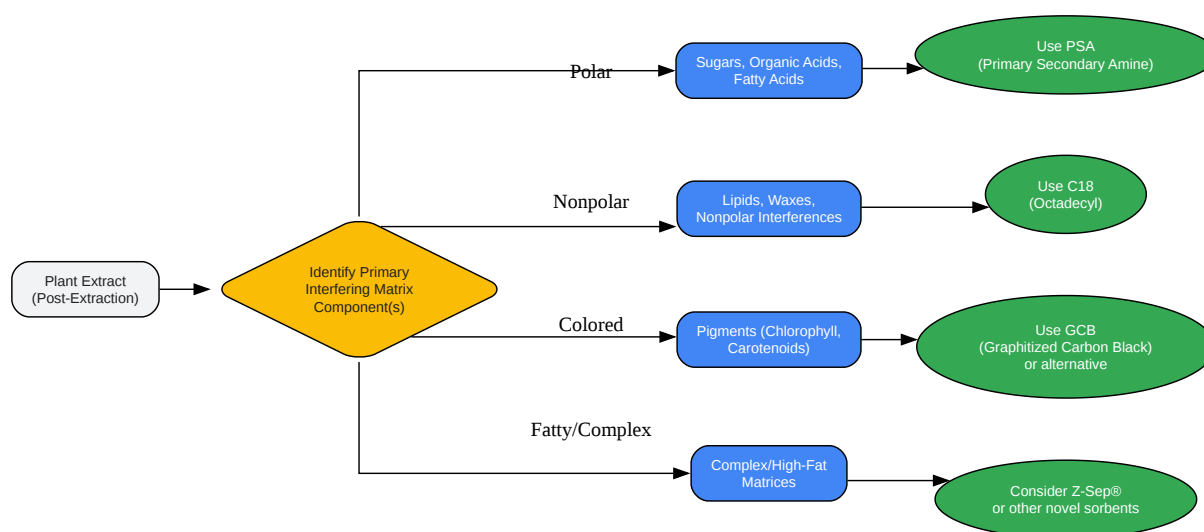 Plant Extract
(Post-Extraction)
Identify Primary
Interfering Matrix
Component(s)
Polar
Sugars, Organic Acids,
Fatty Acids
Use PSA
(Primary Secondary Amine)
Nonpolar
Lipids, Waxes,
Nonpolar Interferences
Use C18
(Octadecyl)
Colored
Pigments (Chlorophyll,
Carotenoids)
Use GCB
(Graphitized Carbon Black)
or alternative
Fatty/Complex
Complex/High-Fat
Matrices
Consider Z-Sep®
or other novel sorbents